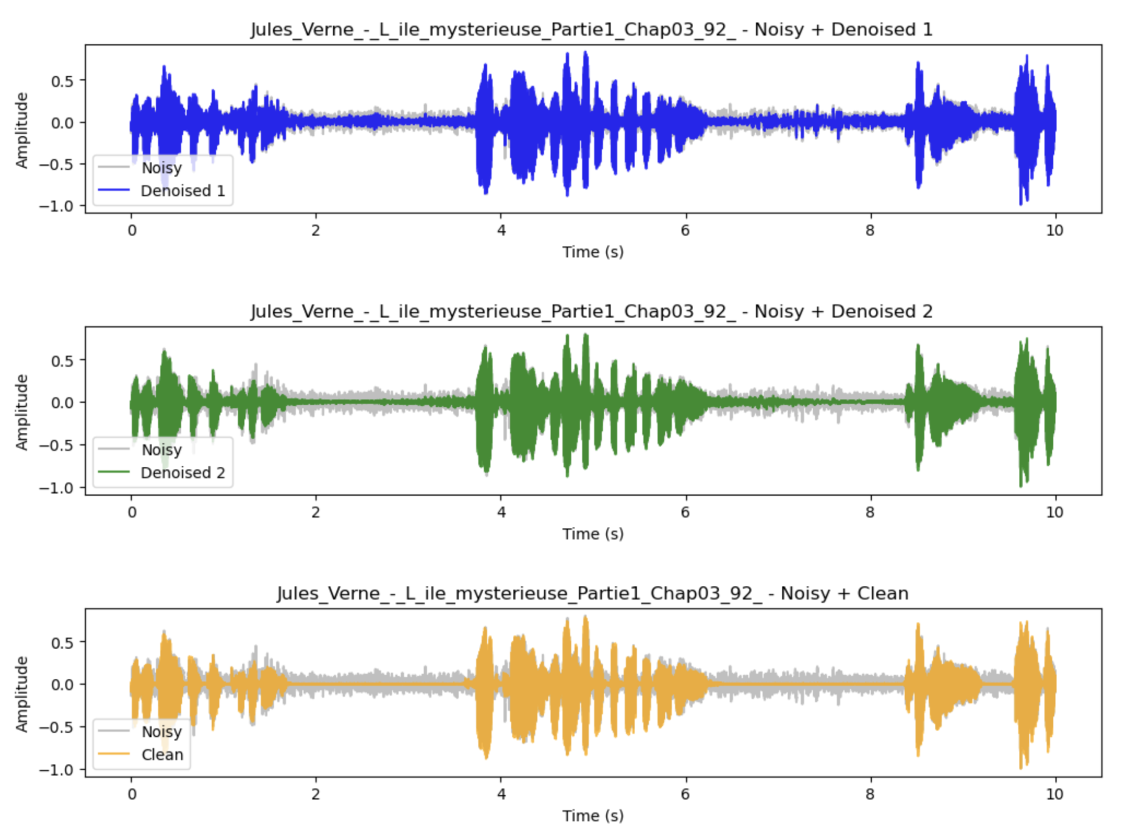 Jules_Verne_-_L_ile_mysterieuse_Partie1_Chap03_92_ - Noisy + Denoised 1
Amplitude
0.5
0.0
−0.5
−1.0
Noisy
Denoised 1
0 2 4 6 8 10
Time (s)
Jules_Verne_-_L_ile_mysterieuse_Partie1_Chap03_92_ - Noisy + Denoised 2
Amplitude
0.5
0.0
−0.5
−1.0
Noisy
Denoised 2
0 2 4 6 8 10
Time (s)
Jules_Verne_-_L_ile_mysterieuse_Partie1_Chap03_92_ - Noisy + Clean
Amplitude
0.5
0.0
−0.5
−1.0
Noisy
Clean
0 2 4 6 8 10
Time (s)